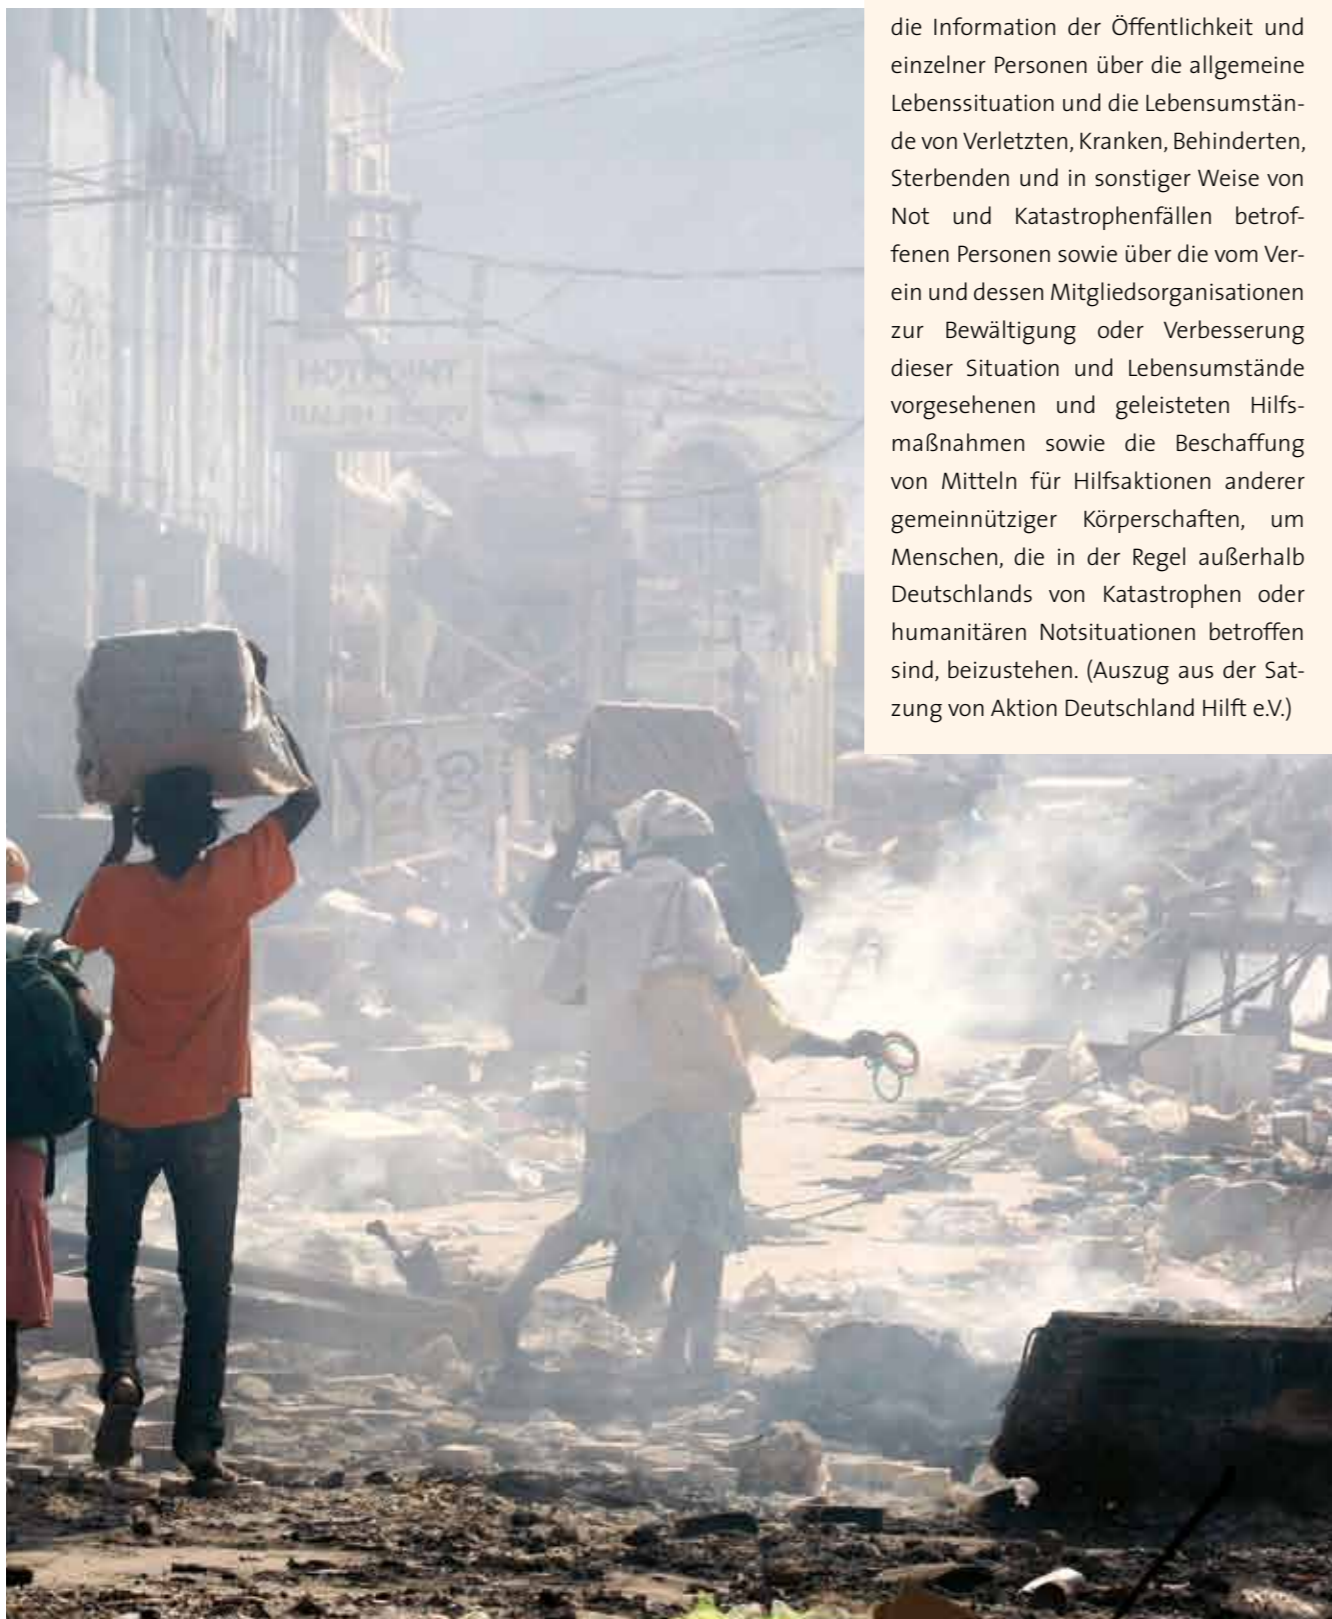 die Information der Öffentlichkeit und
einzelner Personen über die allgemeine
Lebenssituation und die Lebensumstän-
de von Verletzten, Kranken, Behinderten,
Sterbenden und in sonstiger Weise von
Not und Katastrophenfällen betrof-
fenen Personen sowie über die vom Ver-
ein und dessen Mitgliedsorganisationen
zur Bewältigung oder Verbesserung
dieser Situation und Lebensumstände
vorgesehenen und geleisteten Hilfs-
maßnahmen sowie die Beschaffung
von Mitteln für Hilfsaktionen anderer
gemeinnütziger Körperschaften, um
Menschen, die in der Regel außerhalb
Deutschlands von Katastrophen oder
humanitären Notsituationen betroffen
sind, beizustehen. (Auszug aus der Sat-
zung von Aktion Deutschland Hilft e.V.)
HOTPOINT